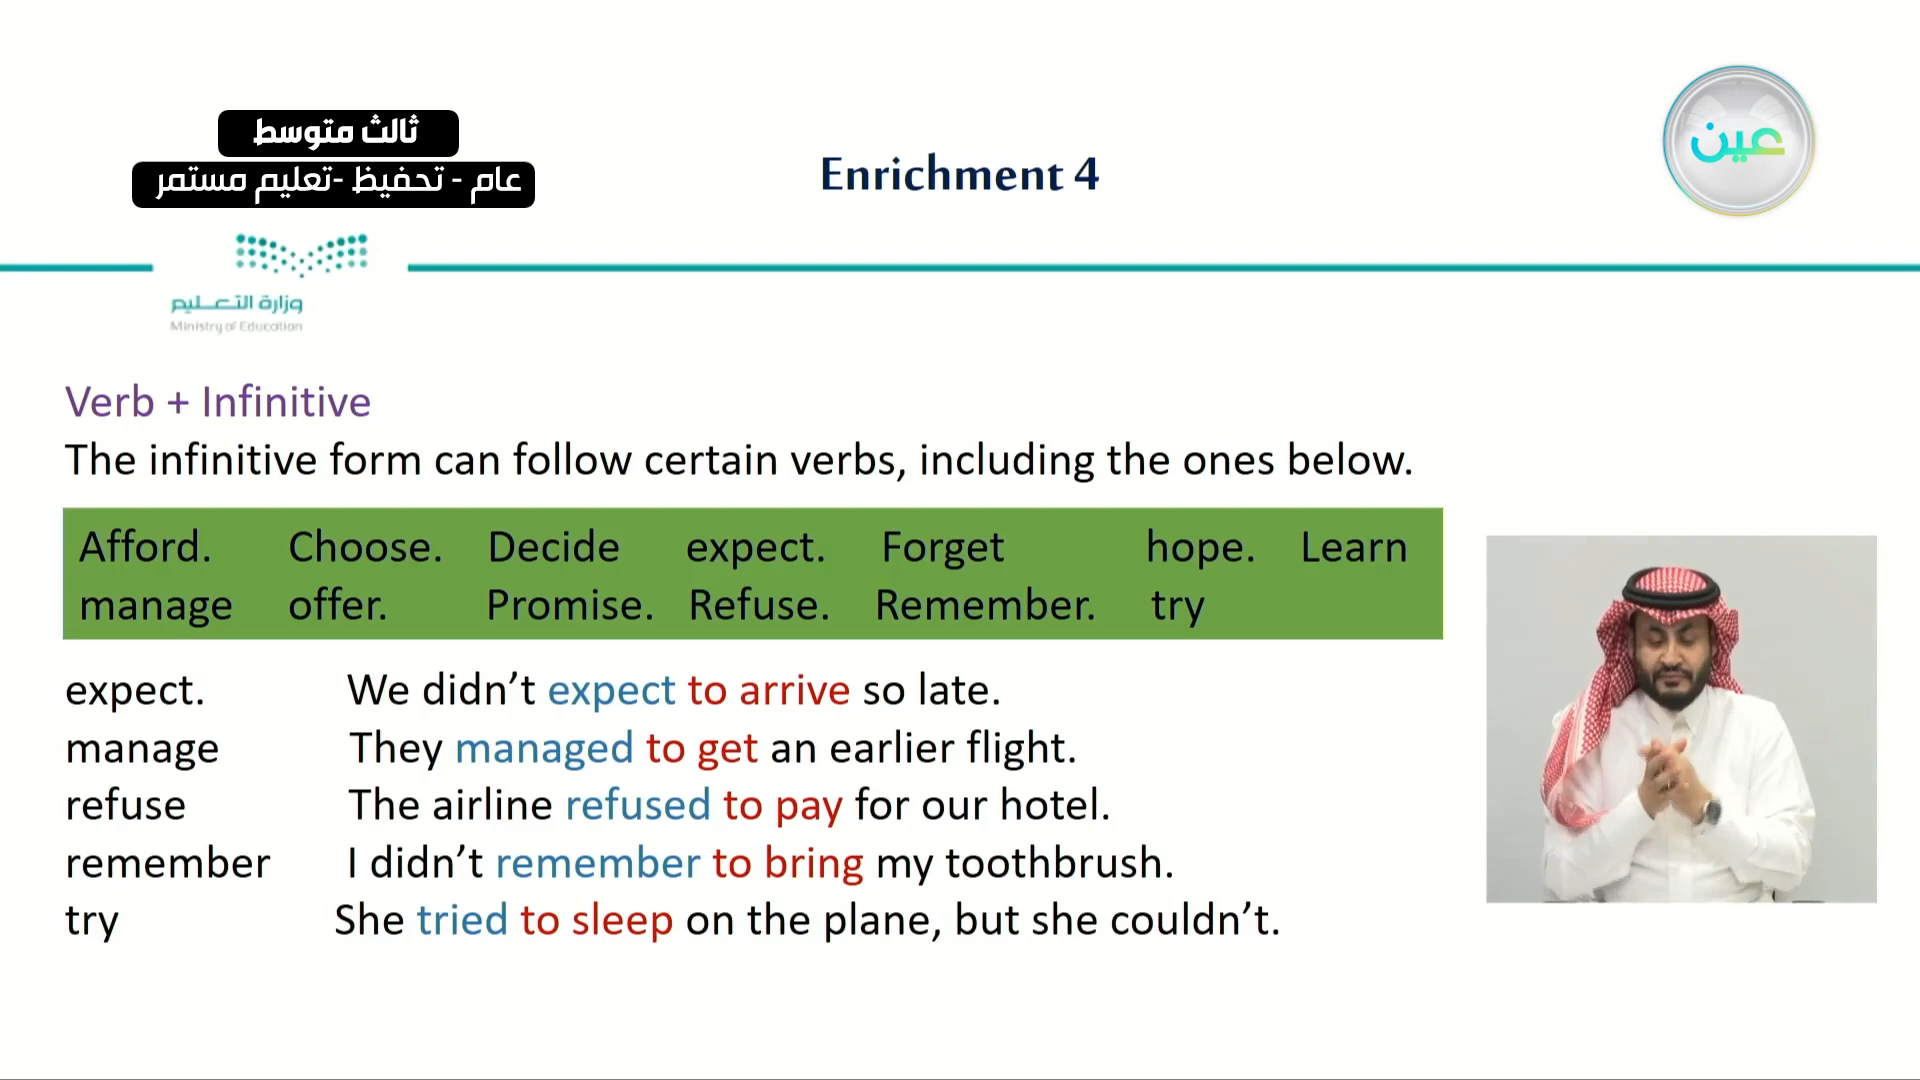 ثالث متوسط
عام - تحفيظ -تعليم مستمر
Enrichment 4
عين
وزارة التعليم
Ministry of Education
Verb + Infinitive
The infinitive form can follow certain verbs, including the ones below.
Afford. Choose. Decide expect. Forget hope. Learn
manage offer. Promise. Refuse. Remember. try
expect. We didn’t expect to arrive so late.
manage They managed to get an earlier flight.
refuse The airline refused to pay for our hotel.
remember I didn’t remember to bring my toothbrush.
try She tried to sleep on the plane, but she couldn’t.